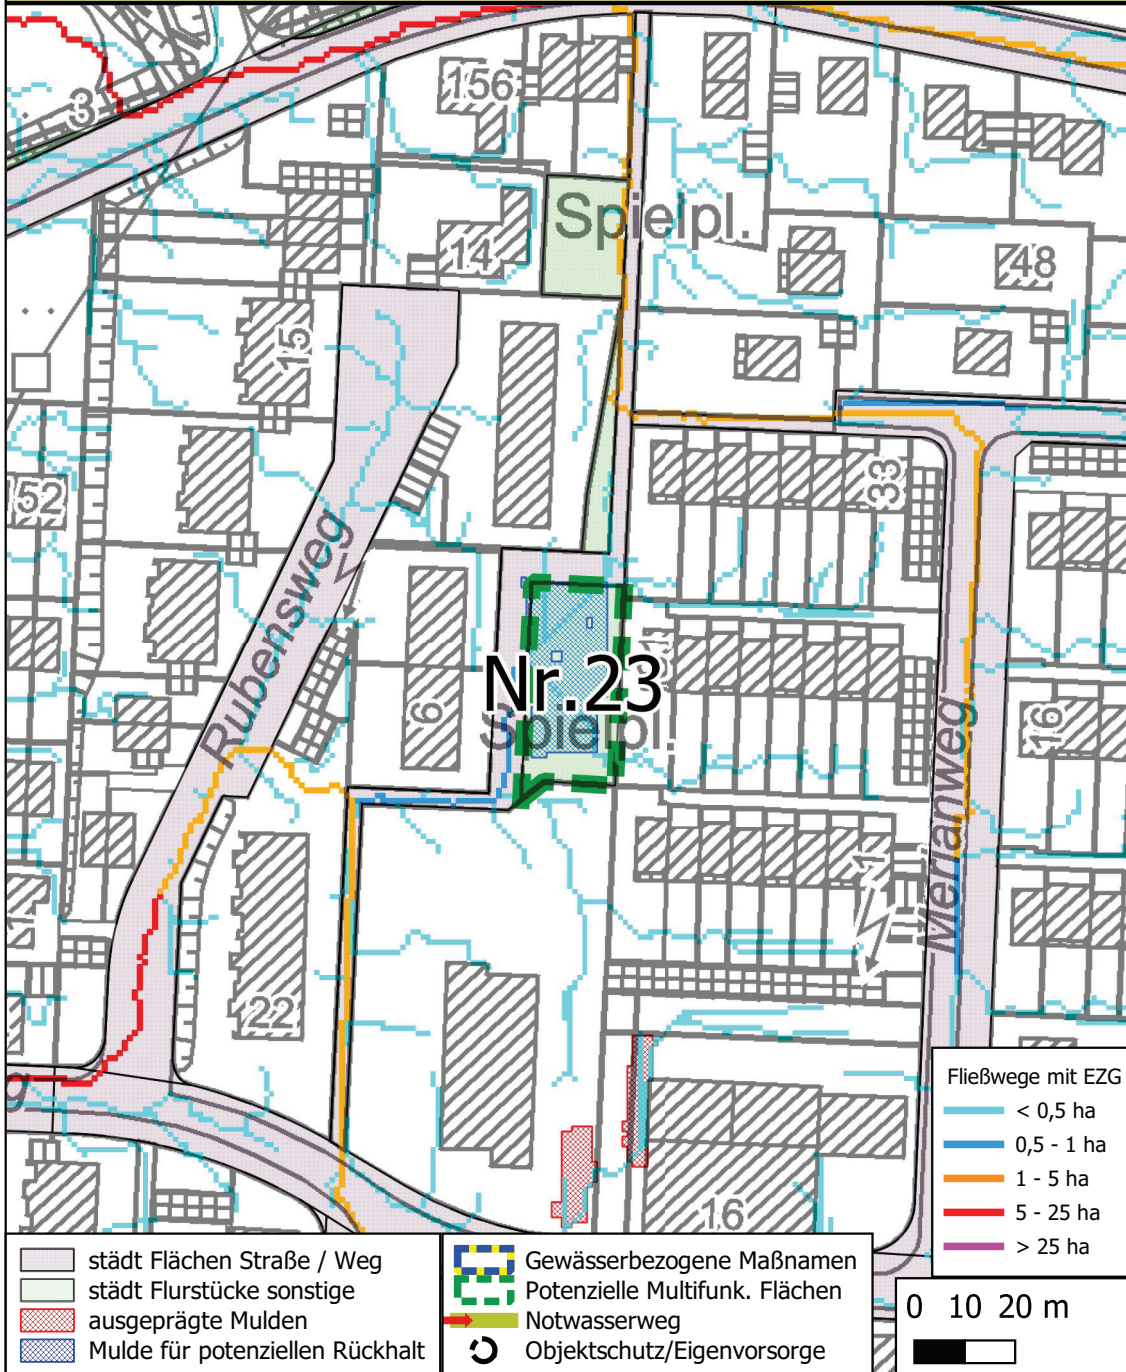 3
156
Spielpl.
14
48
15
52
33
Rubensweg
Nr.23
Spielpl.
6
16
Merianweg
1
22
g
16
Fließwege mit EZG
< 0,5 ha
0,5 - 1 ha
1 - 5 ha
5 - 25 ha
> 25 ha
städt Flächen Straße / Weg
städt Flurstücke sonstige
ausgeprägte Mulden
Mulde für potenziellen Rückhalt
Gewässerbezogene Maßnamen
Potenzielle Multifunk. Flächen
Notwasserweg
Objektschutz/Eigenvorsorge
0 10 20 m